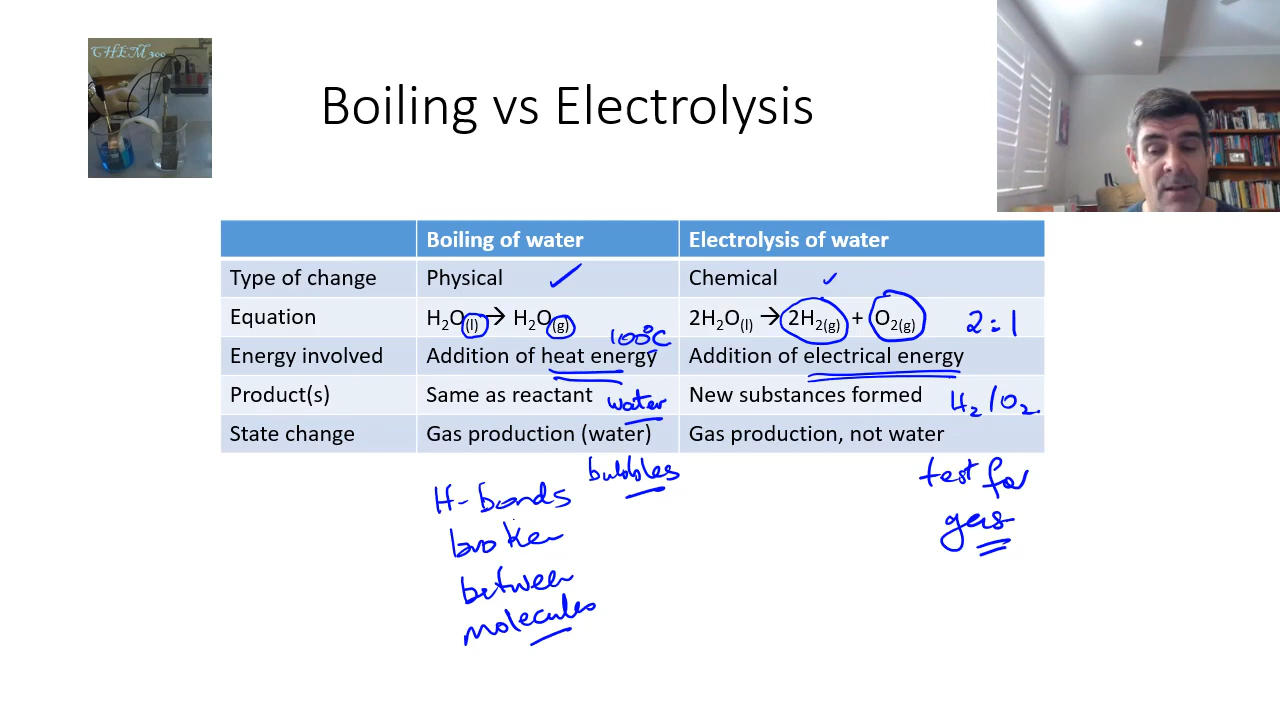 CHEM300
Boiling vs Electrolysis
Boiling of water Electrolysis of water
Type of change Physical ✓ Chemical ✓
Equation H₂O(l) → H₂O(g) 2H₂O(l) → 2H₂(g) + O₂(g) 2:1
100°C
Energy involved Addition of heat energy Addition of electrical energy
Product(s) Same as reactant water New substances formed H₂/O₂
State change Gas production (water) Gas production, not water
bubbles
test for
gas
H-bonds
broken
between
molecules